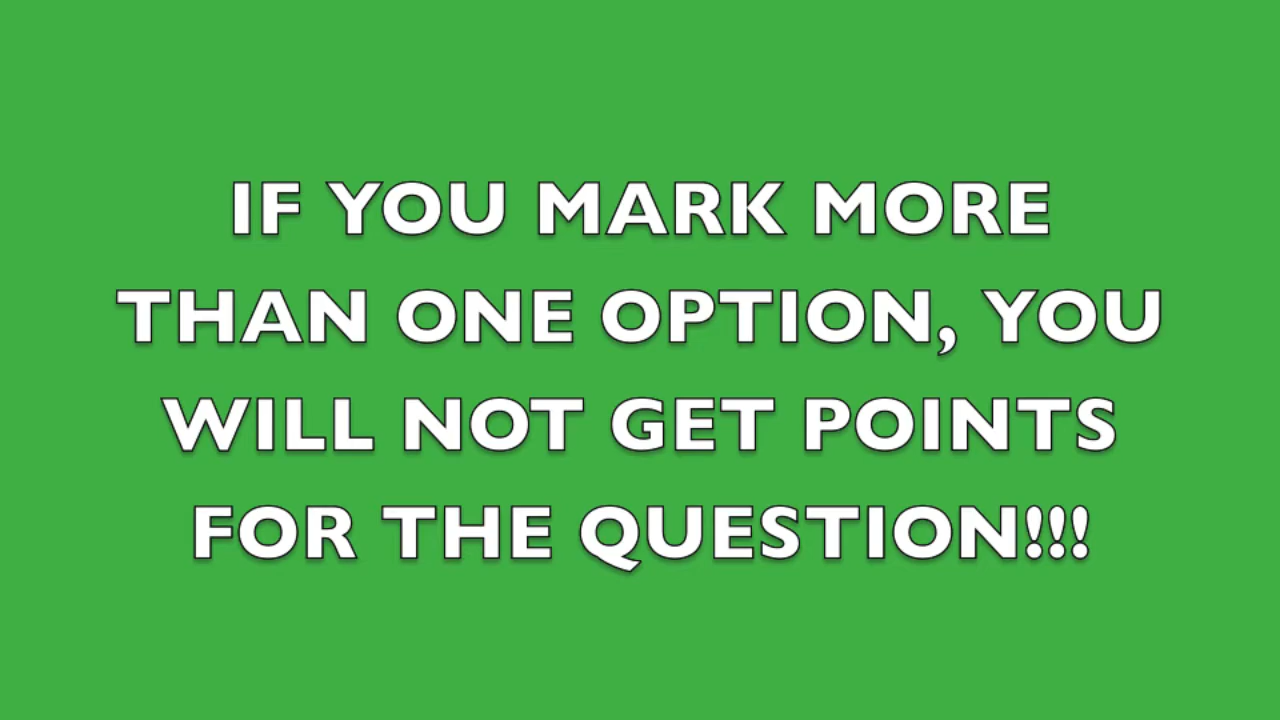 IF YOU MARK MORE
THAN ONE OPTION, YOU
WILL NOT GET POINTS
FOR THE QUESTION!!!